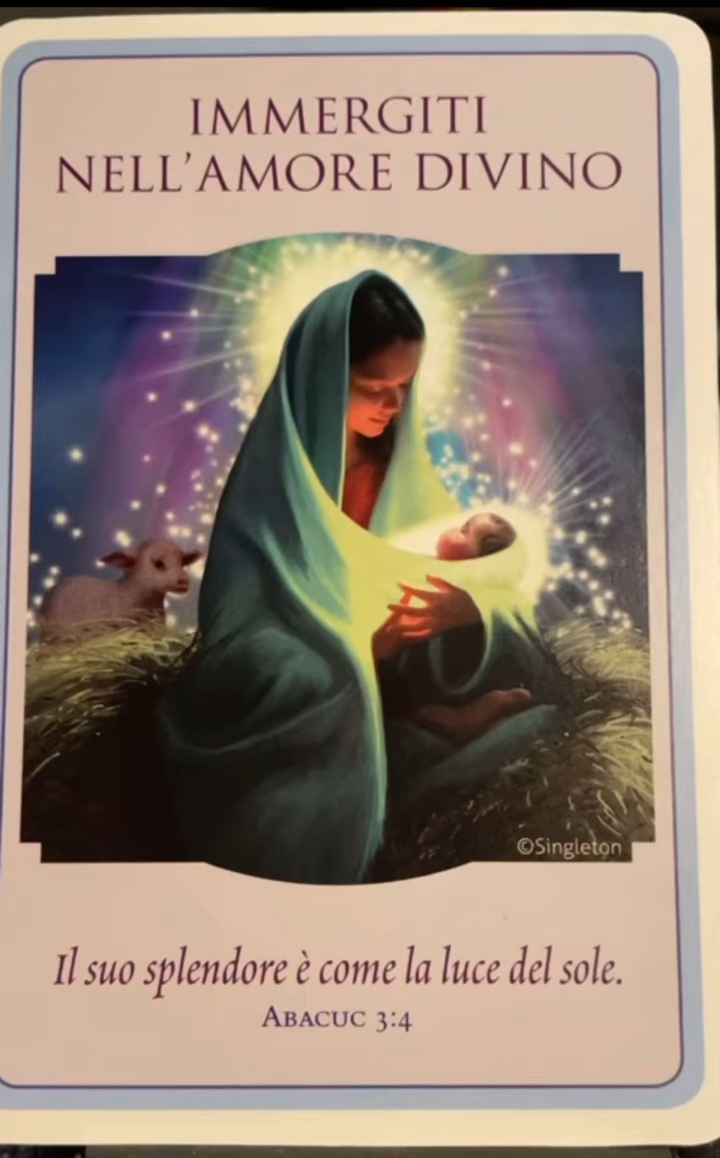 IMMERGITI
NELL'AMORE DIVINO
©Singleton
Il suo splendore è come la luce del sole.
ABACUC 3:4